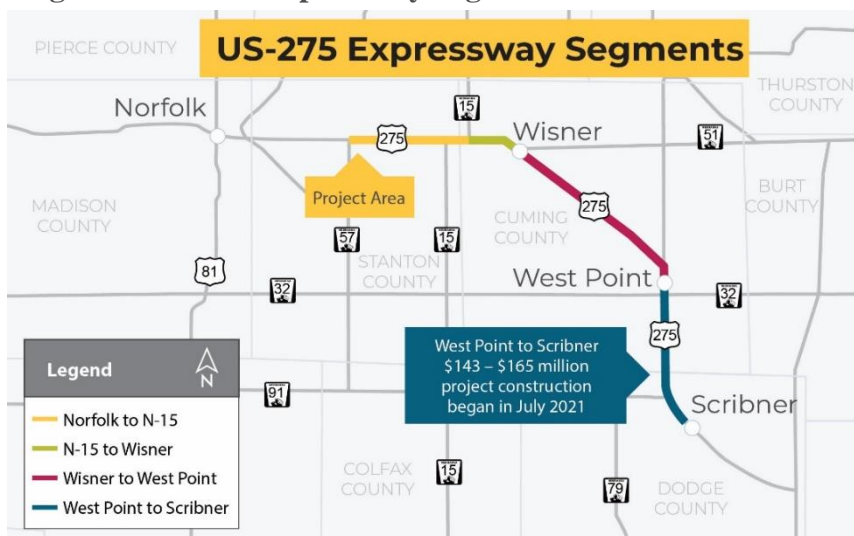 US-275 Expressway Segments
PIERCE COUNTY
THURSTON
COUNTY
Norfolk
15
275
Wisner
51
Project Area
BURT
COUNTY
MADISON
COUNTY
CUMING
COUNTY
275
57
15
STANTON
COUNTY
81
32
West Point
32
275
West Point to Scribner
$143 – $165 million
project construction
began in July 2021
Legend
N
91
Scribner
Norfolk to N-15
N-15 to Wisner
Wisner to West Point
West Point to Scribner
COLFAX
COUNTY
15
79
DODGE
COUNTY